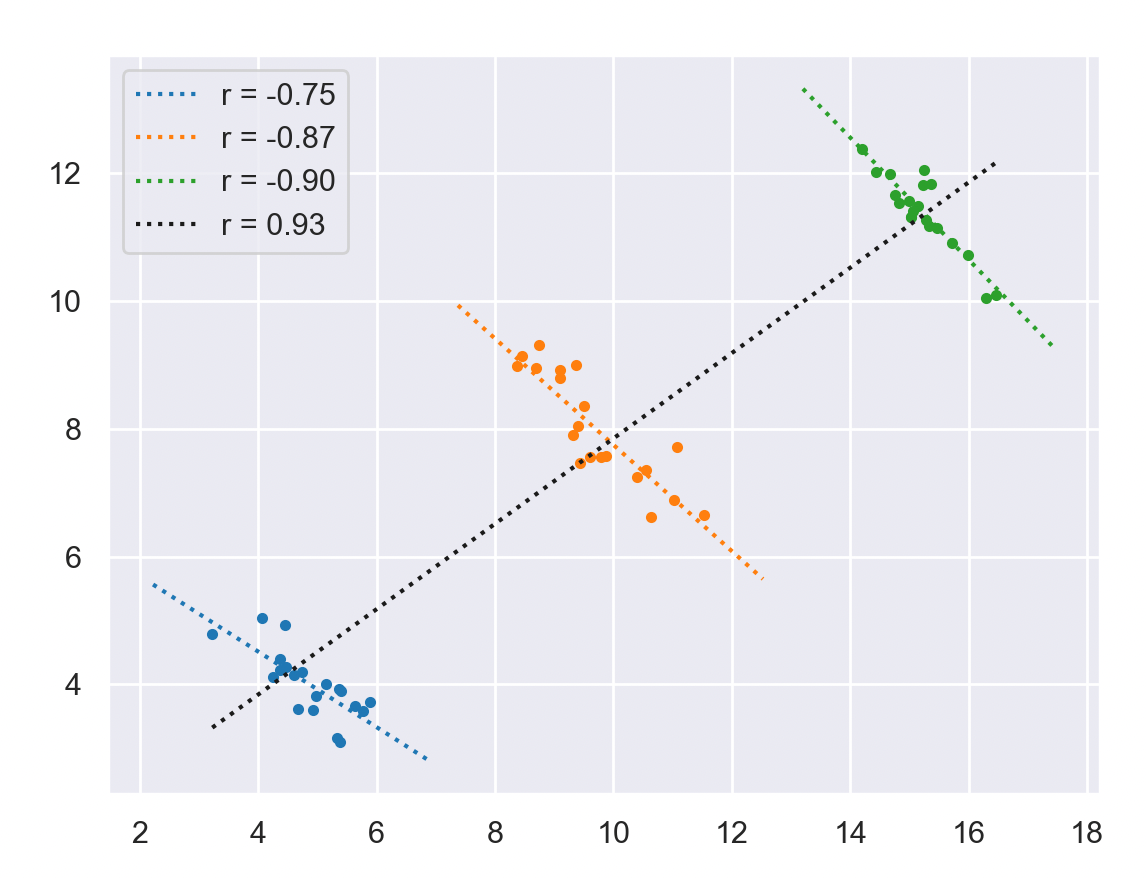 r = -0.75
r = -0.87
r = -0.90
r = 0.93
12
10
8
6
4
2 4 6 8 10 12 14 16 18